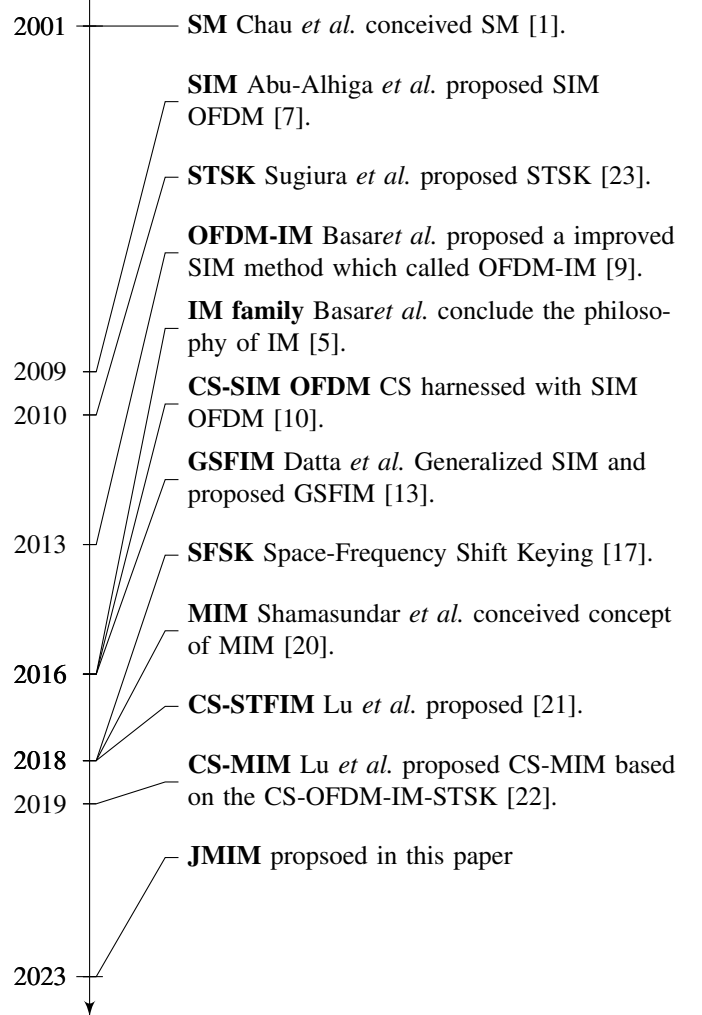 2001
SM Chau et al. conceived SM [1].
SIM Abu-Alhiga et al. proposed SIM
OFDM [7].
STSK Sugiura et al. proposed STSK [23].
OFDM-IM Basaret al. proposed a improved
SIM method which called OFDM-IM [9].
IM family Basaret al. conclude the philoso-
phy of IM [5].
2009
CS-SIM OFDM CS harnessed with SIM
OFDM [10].
2010
GSFIM Datta et al. Generalized SIM and
proposed GSFIM [13].
2013
SFSK Space-Frequency Shift Keying [17].
MIM Shamasundar et al. conceived concept
of MIM [20].
2016
CS-STFIM Lu et al. proposed [21].
2018
CS-MIM Lu et al. proposed CS-MIM based
on the CS-OFDM-IM-STSK [22].
2019
JMIM propsoed in this paper
2023